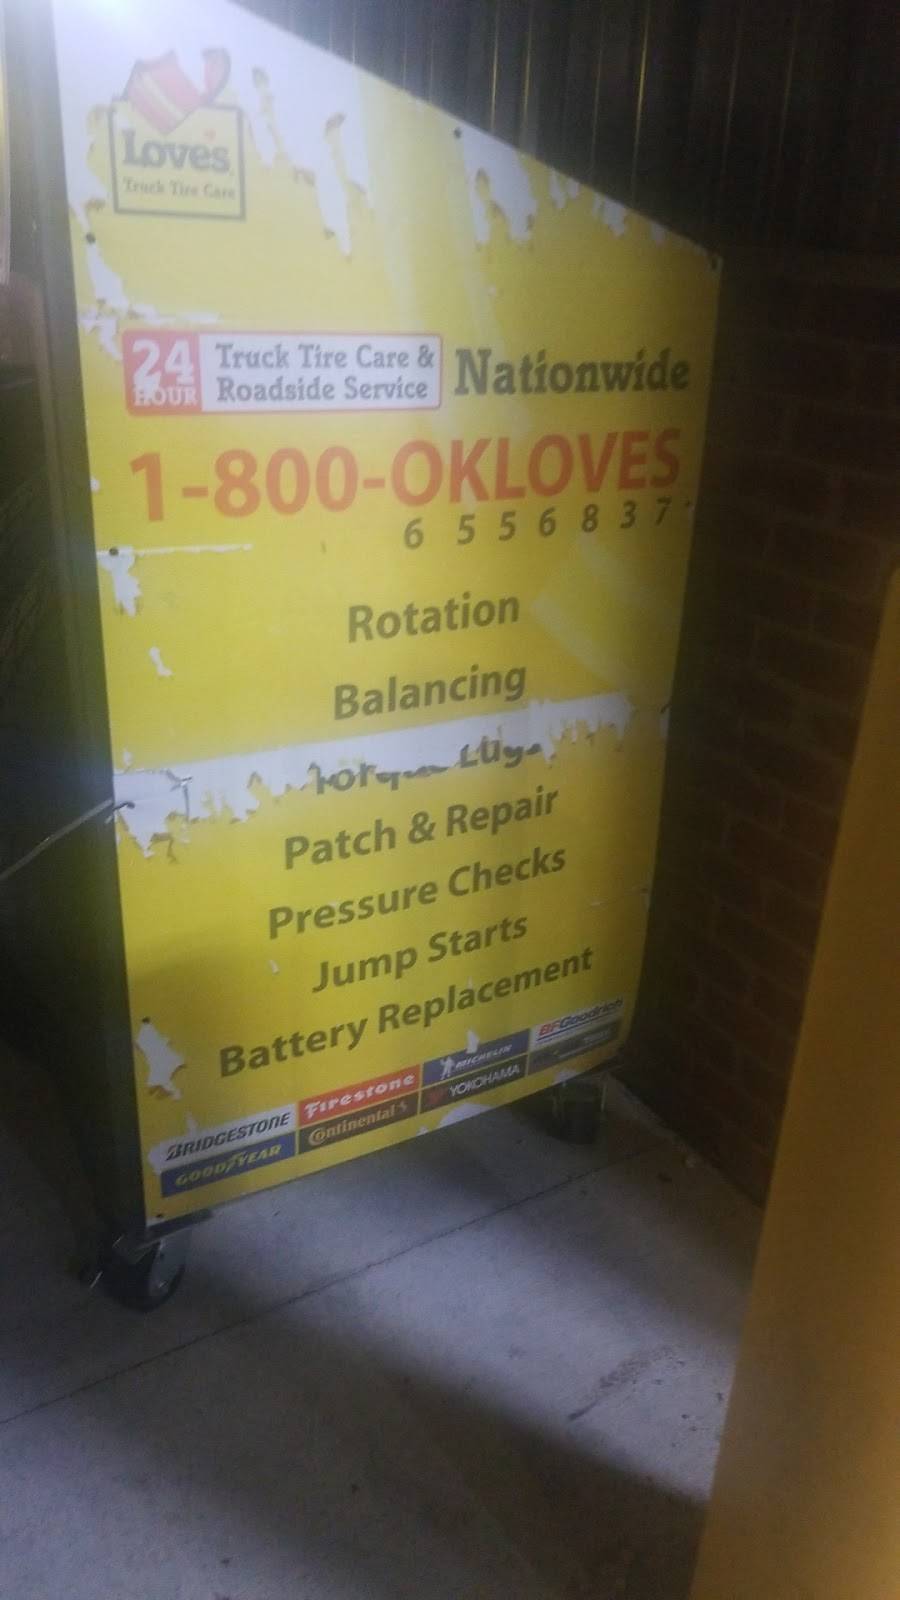 Love's
Truck Tire Care
24 HOUR
Truck Tire Care &
Roadside Service
Nationwide
1-800-OKLOVES
6 5 5 6 8 3 7
Rotation
Balancing
Patch & Repair
Pressure Checks
Jump Starts
Battery Replacement
BRIDGESTONE Firestone MICHELIN BFGoodrich
GOODYEAR Continental YOKOHAMA